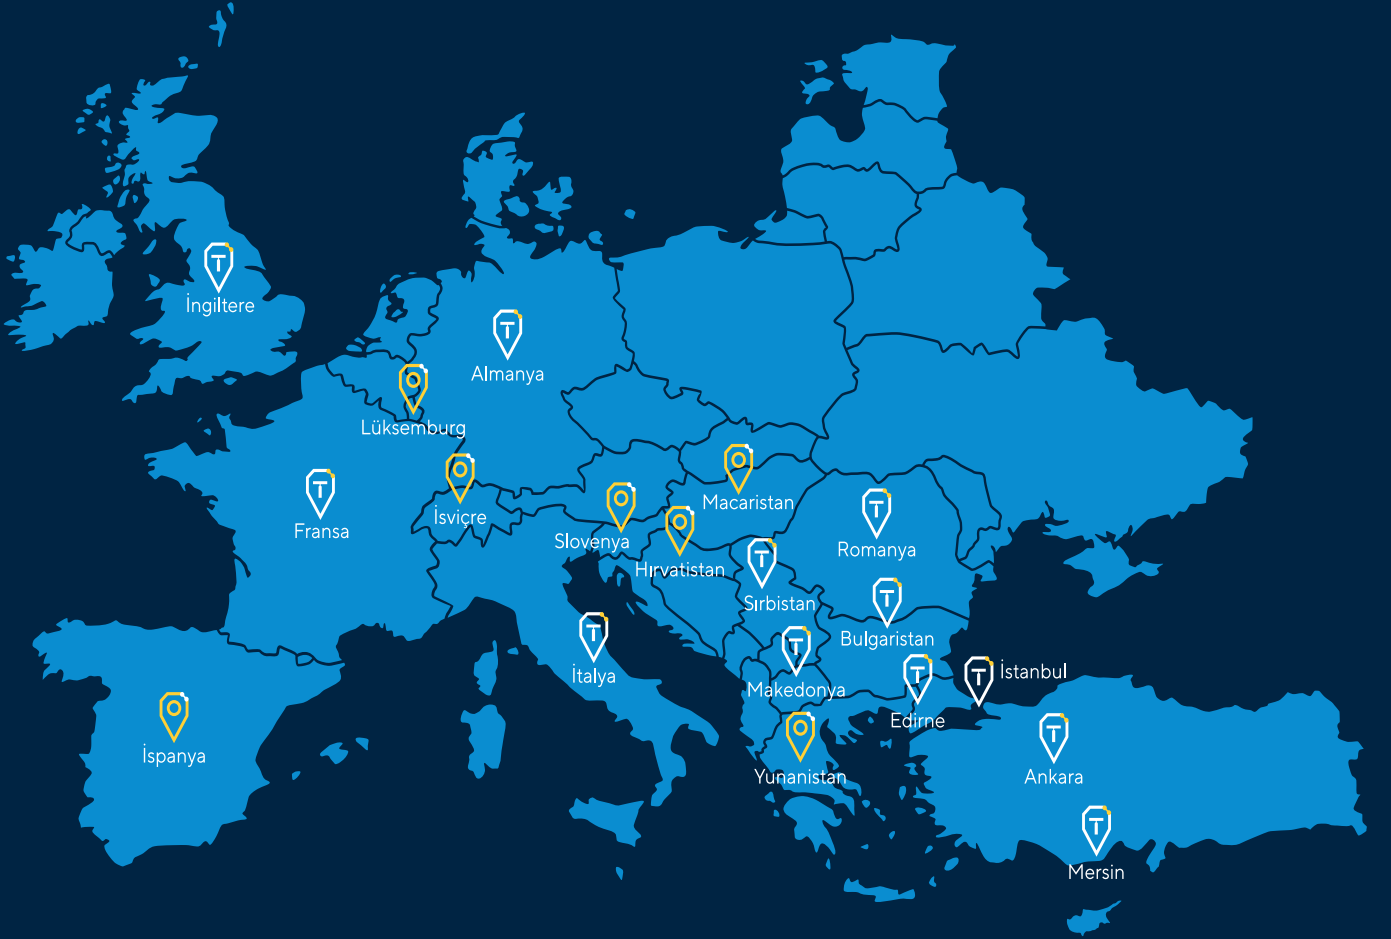 İngiltere
Almanya
Lüksemburg
Fransa
İsviçre
Macaristan
Slovenya
Hırvatistan
Romanya
Sırbistan
Bulgaristan
İtalya
Makedonya
İstanbul
Edirne
İspanya
Yunanistan
Ankara
Mersin